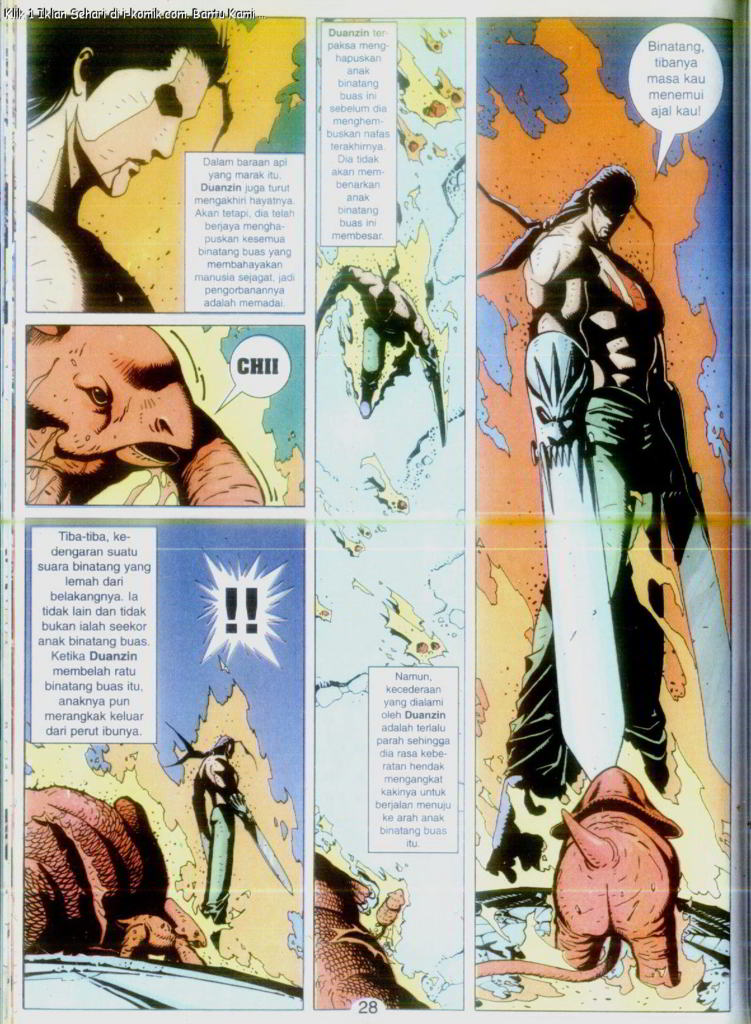 Klik 1 Iklan Sehari di i-komik.com. Bantu Kami ...
Dalam baraan api
yang marak itu.
Duanzin juga turut
mengakhiri hayatnya.
Akan tetapi, dia telah
berjaya mengha-
puskan kesemua
binatang buas yang
membahayakan
manusia sejagat, jadi
pengorbanannya
adalah memadai.
CHII
Tiba-tiba, ke-
dengaran suatu
suara binatang yang
lemah dari
belakangnya. Ia
tidak lain dan tidak
bukan ialah seekor
anak binatang buas.
Ketika Duanzin
membelah ratu
binatang buas itu,
anaknya pun
merangkak keluar
dari perut ibunya.
!!
Duanzin ter-
paksa meng-
hapuskan
anak
binatang
buas ini
sebelum dia
menghem-
buskan nafas
terakhirnya.
Dia tidak
akan mem-
benarkan
anak
binatang
buas ini
membesar.
Namun,
kecederaan
yang dialami
oleh Duanzin
adalah terlalu
parah sehingga
dia rasa kebe-
ratan hendak
mengangkat
kakinya untuk
berjalan menuju
ke arah anak
binatang buas
itu.
Binatang,
tibanya
masa kau
menemui
ajal kau!
28